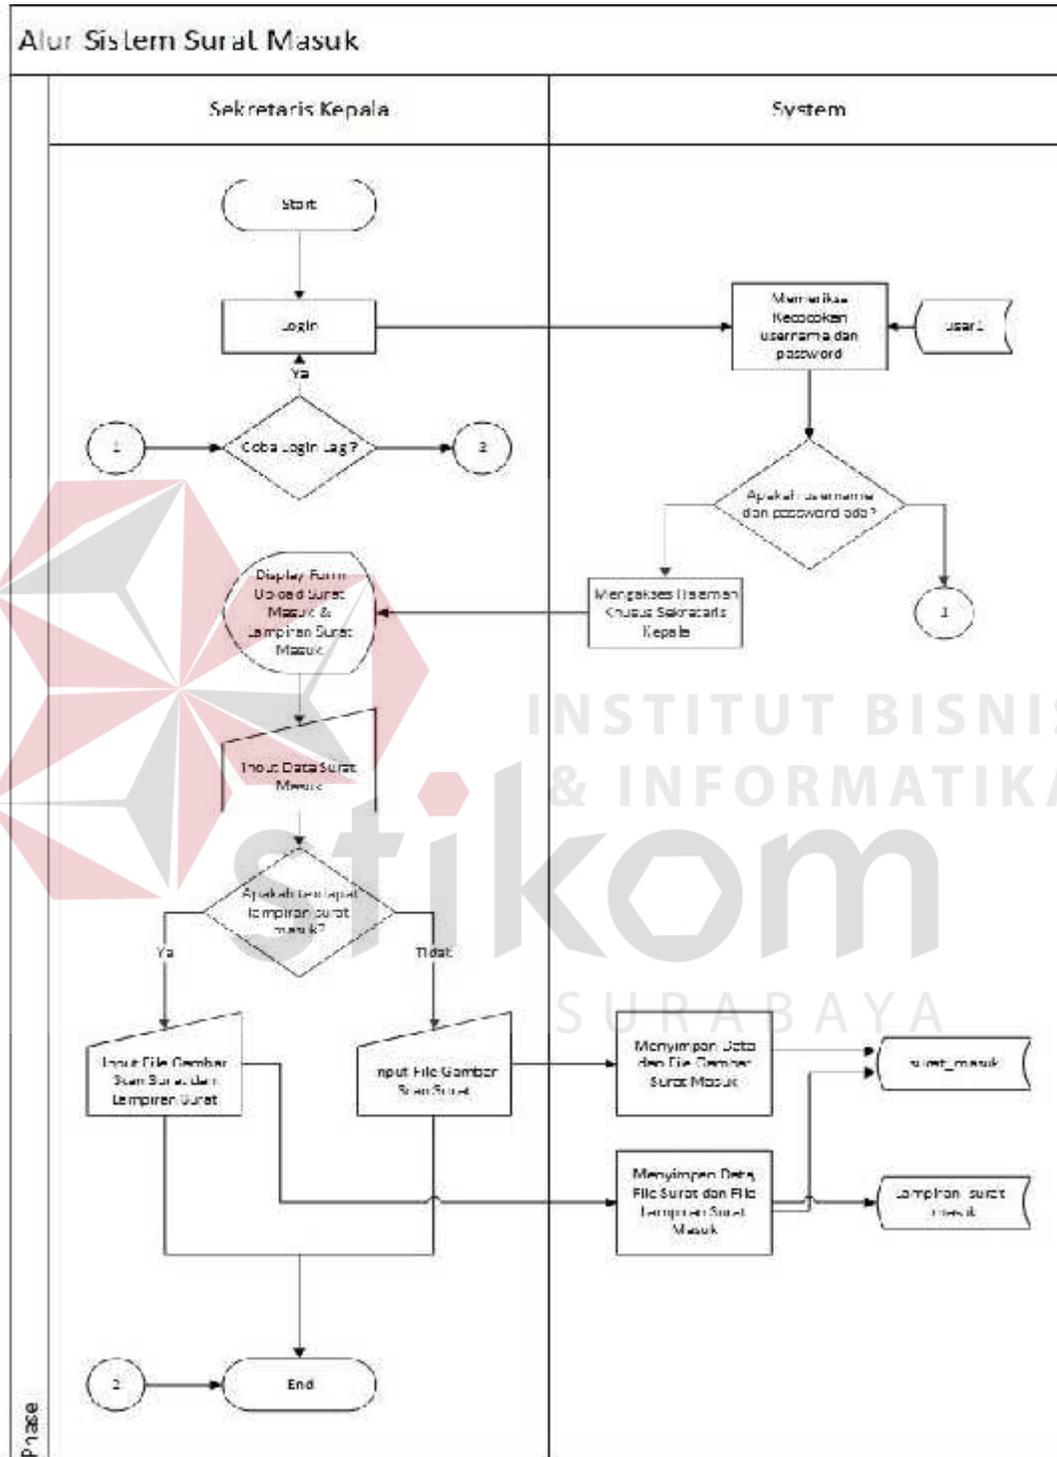 Alur Sistem Surat Masuk
Sekretaris Kepala
System
Start
Login
Memeriksa
Kecocokan
username dan
password
user1
Ya
1
Coba Login Lagi?
2
Apakah username
dan password ada?
Display Form
Upload Surat
Masuk &
Lampiran Surat
Masuk
Mengakses Halaman
Khusus Sekretaris
Kepala
1
INSTITUT BISNIS
& INFORMATIKA
stikom
SURABAYA
Input Data Surat
Masuk
Apakah terdapat
lampiran surat
masuk?
Ya
Tidak
Input File Gambar
Scan Surat dan
Lampiran Surat
Input File Gambar
Scan Surat
Menyimpan Data
dan File Gambar
Surat Masuk
surat_masuk
Menyimpan Data,
File Surat dan File
Lampiran Surat
Masuk
Lampiran_surat
masuk
2
End
Phase